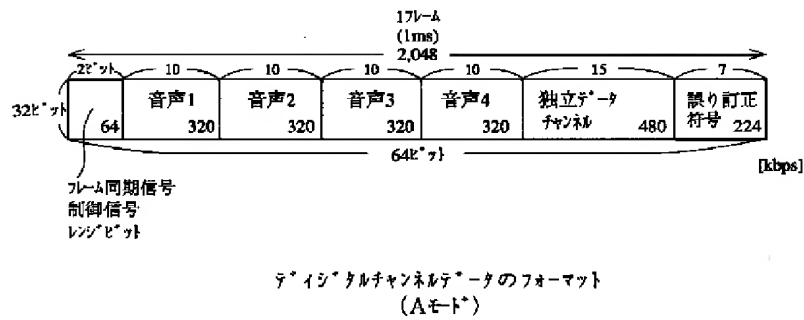 1フレーム
(1ms)
2,048
2ビット 10 10 10 10 15 7
32ビット
音声1 音声2 音声3 音声4 独立データ 誤り訂正
チャンネル 符号
64 320 320 320 320 480 224
64ビット
[kbps]
フレーム同期信号
制御信号
レンジビット
ディジタルチャンネルデータのフォーマット
(Aモード)